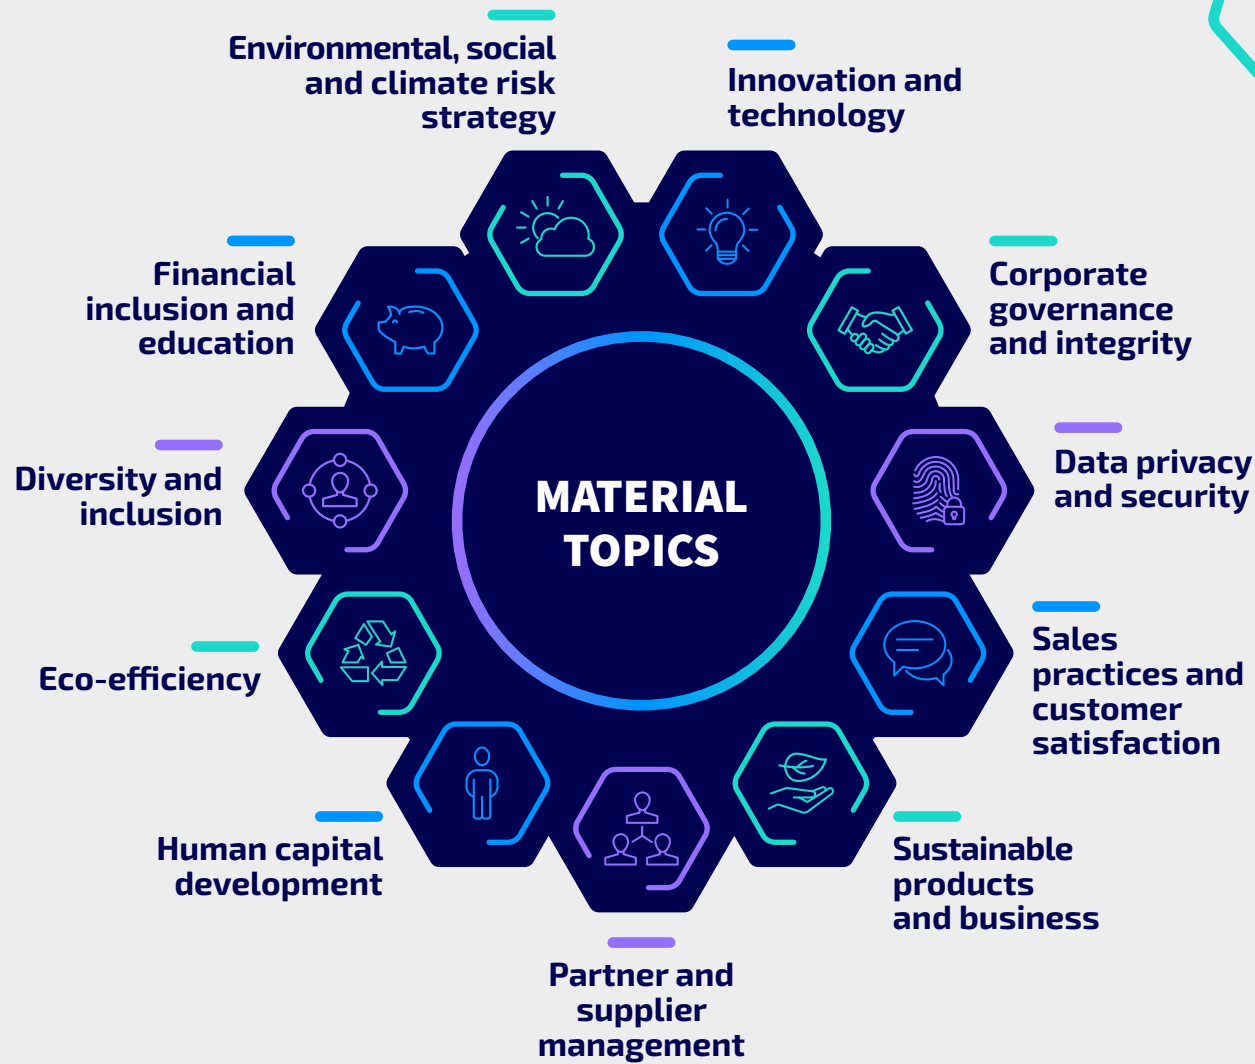 Environmental, social
and climate risk
strategy
Innovation and
technology
Financial
inclusion and
education
Corporate
governance
and integrity
Diversity and
inclusion
Data privacy
and security
MATERIAL
TOPICS
Eco-efficiency
Sales
practices and
customer
satisfaction
Human capital
development
Sustainable
products
and business
Partner and
supplier
management